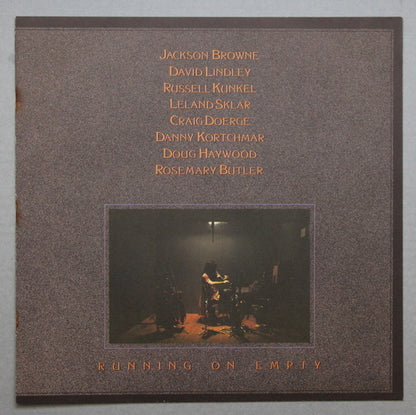 Jackson Browne
David Lindley
Russell Kunkel
Leland Sklar
Craig Doerge
Danny Kortchmar
Doug Haywood
Rosemary Butler
RUNNING ON EMPTY